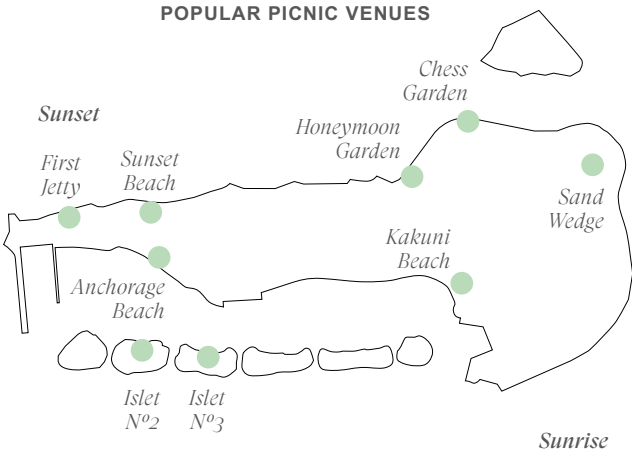 POPULAR PICNIC VENUES
Chess
Garden
Sunset
Honeymoon
Garden
First
Jetty
Sunset
Beach
Sand
Wedge
Kakuni
Beach
Anchorage
Beach
Islet
Nº2
Islet
Nº3
Sunrise